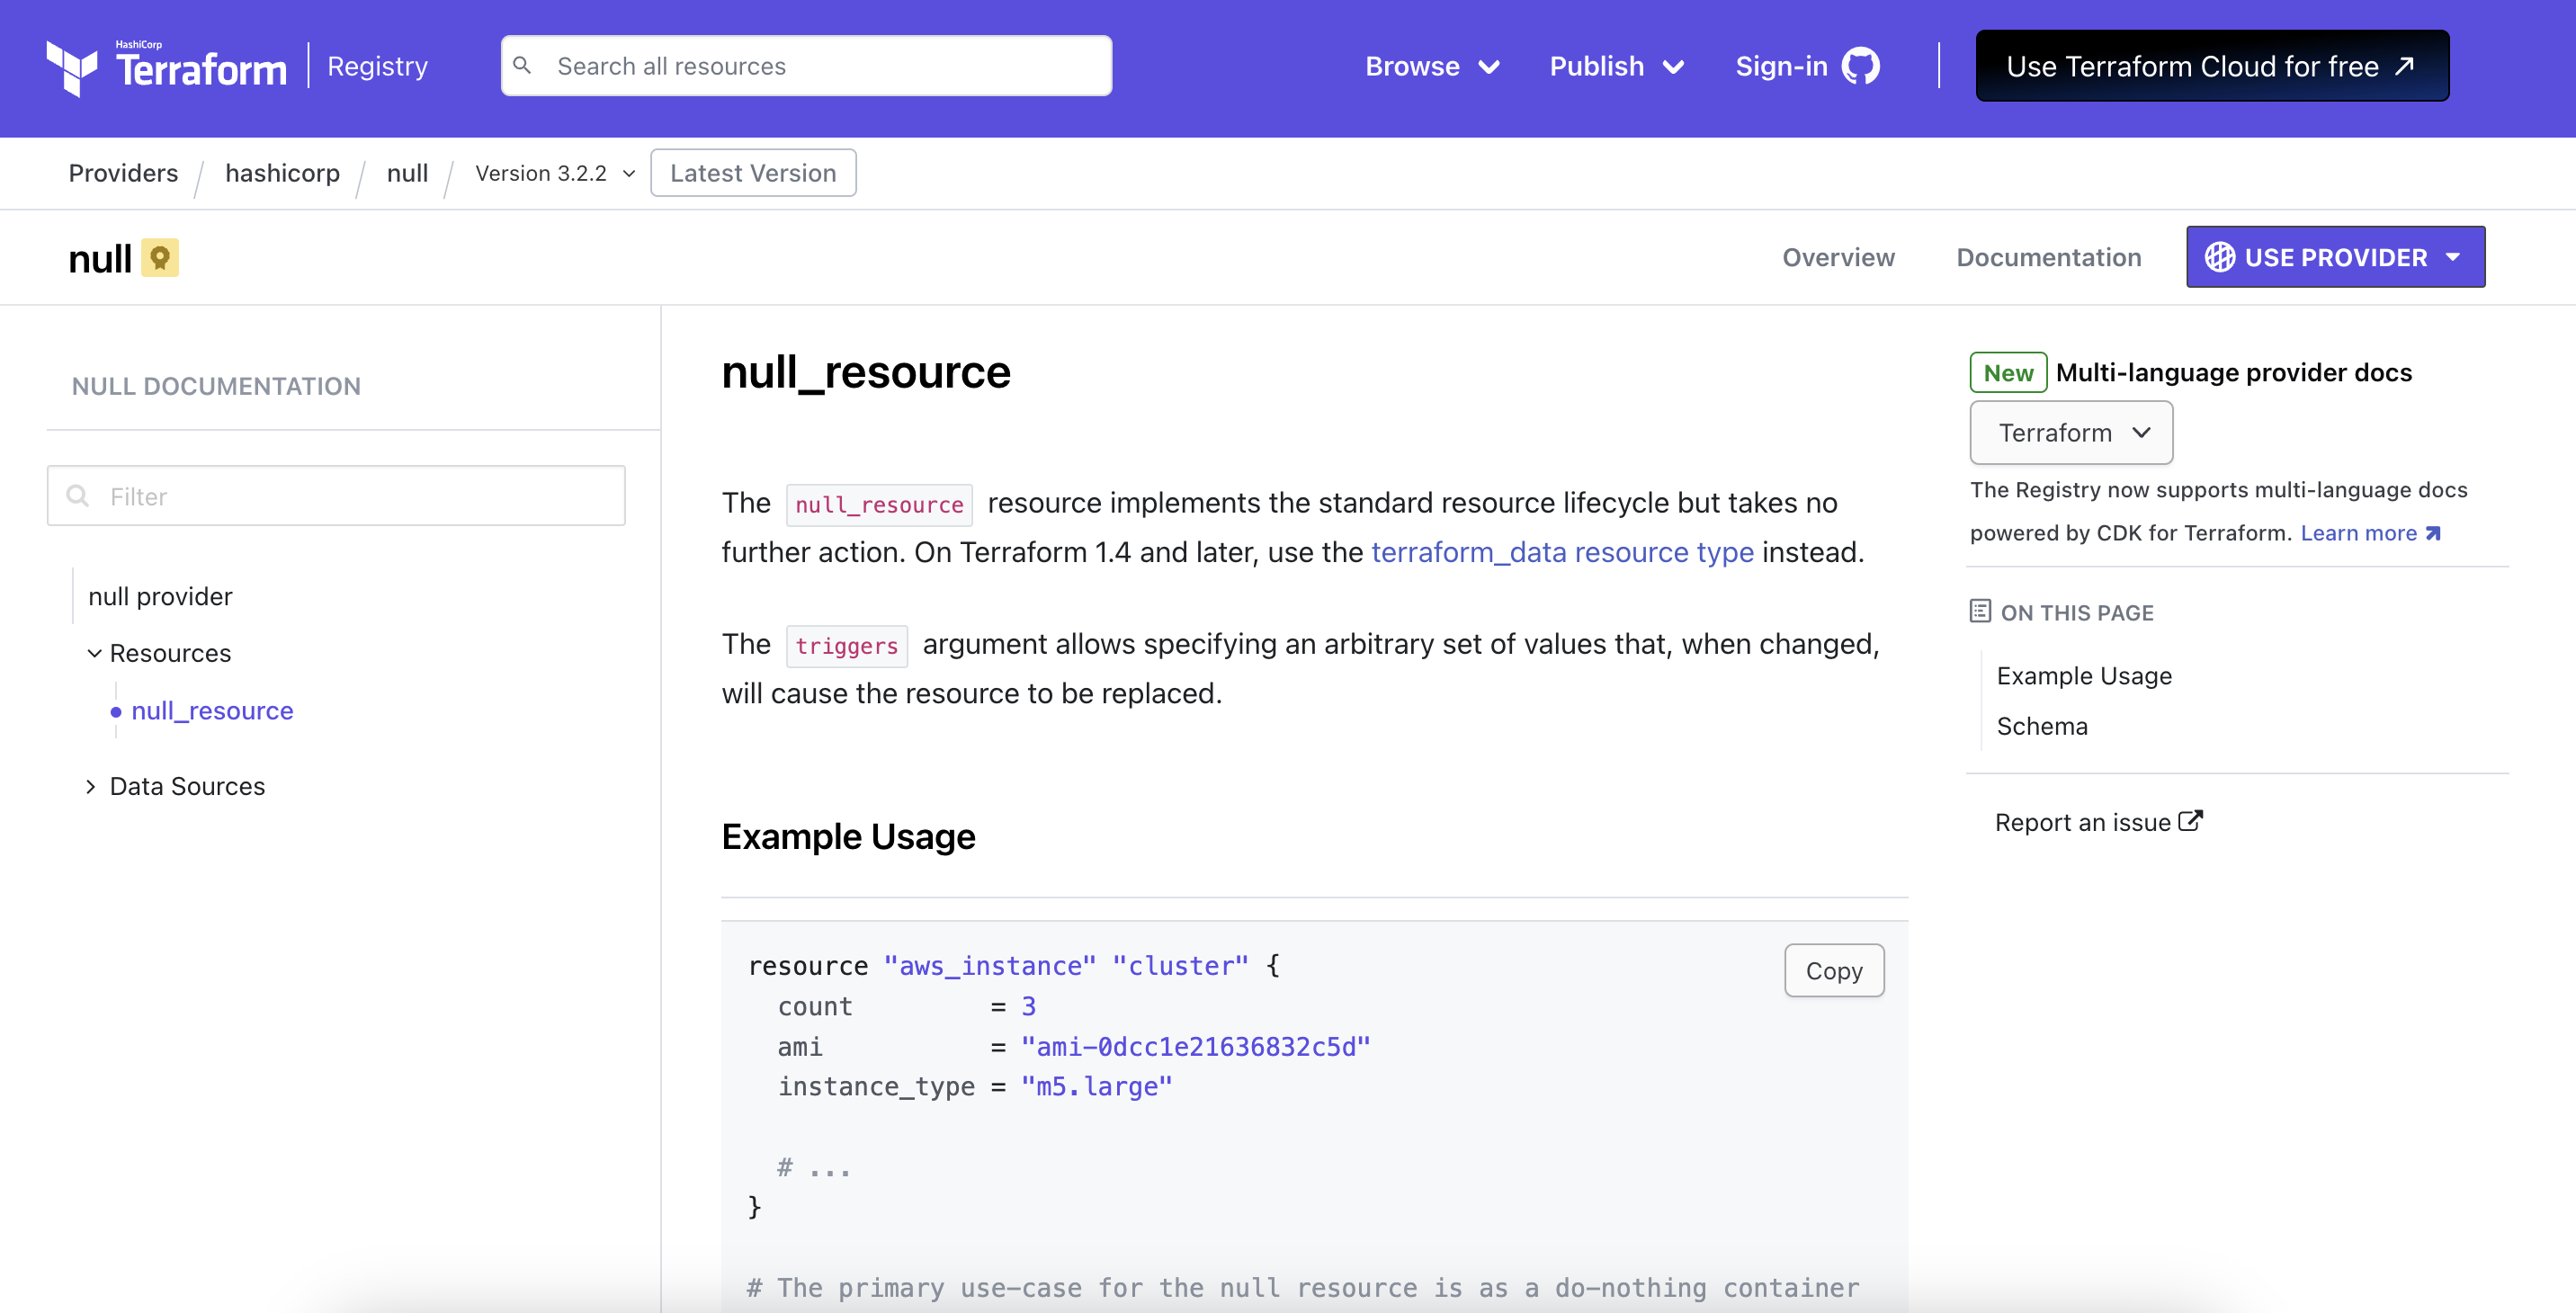 HashiCorp
Terraform
Registry
Search all resources
Browse
Publish
Sign-in
Use Terraform Cloud for free
Providers / hashicorp / null / Version 3.2.2
Latest Version
null
Overview
Documentation
USE PROVIDER
NULL DOCUMENTATION
Filter
null provider
Resources
null_resource
Data Sources
null_resource
The null_resource resource implements the standard resource lifecycle but takes no
further action. On Terraform 1.4 and later, use the terraform_data resource type instead.
The triggers argument allows specifying an arbitrary set of values that, when changed,
will cause the resource to be replaced.
Example Usage
Copy
resource "aws_instance" "cluster" {
  count         = 3
  ami           = "ami-0dcc1e21636832c5d"
  instance_type = "m5.large"
  # ...
}
# The primary use-case for the null resource is as a do-nothing container
New Multi-language provider docs
Terraform
The Registry now supports multi-language docs
powered by CDK for Terraform. Learn more
ON THIS PAGE
Example Usage
Schema
Report an issue